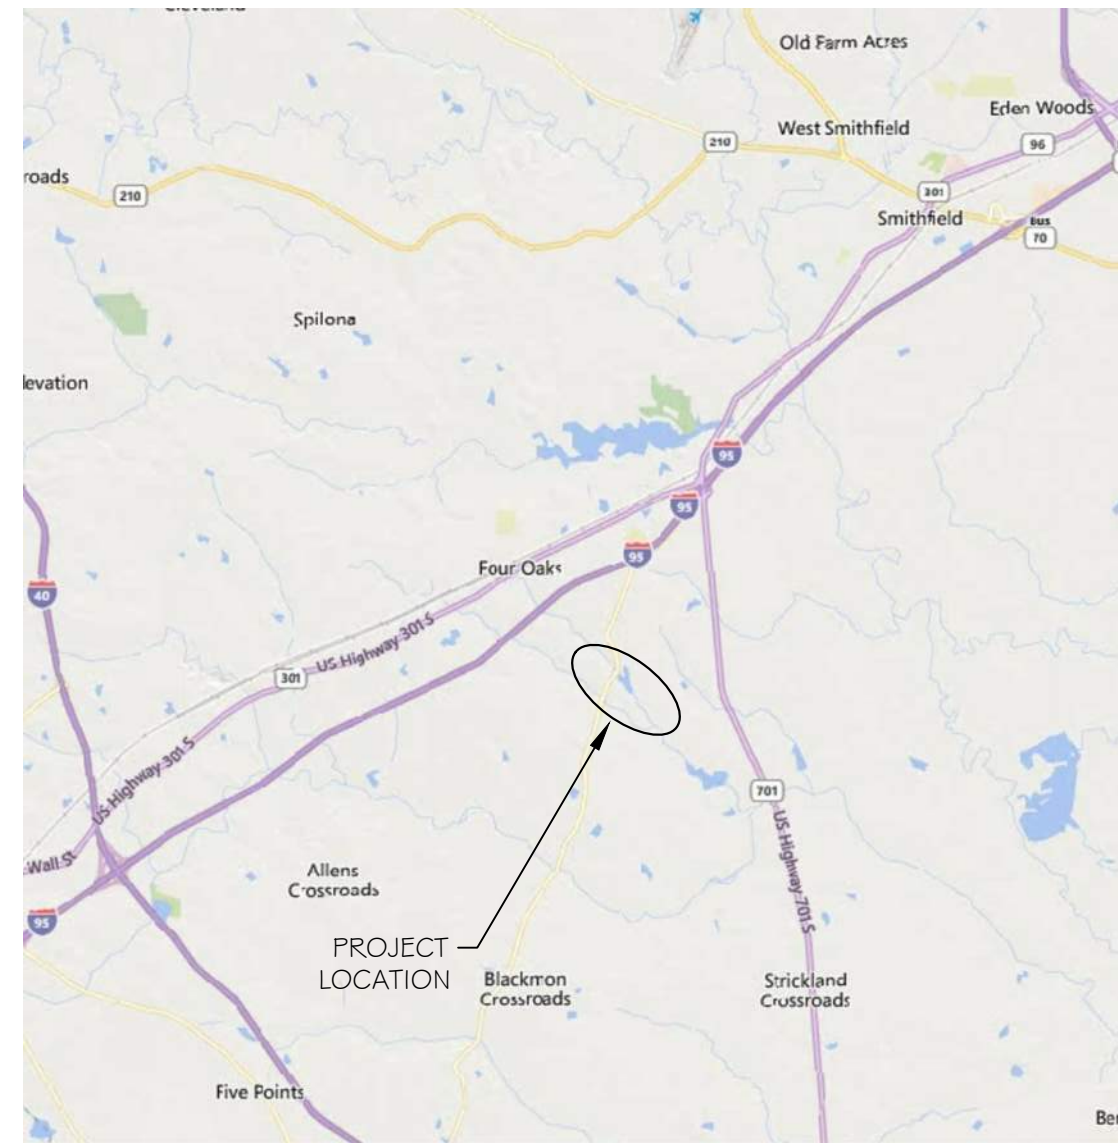 Cleveland
Old Farm Acres
Eden Woods
West Smithfield
210
96
roads
210
301
Smithfield
Bus
70
Spilona
levation
95
95
Four Oaks
95
40
US Highway 301 S
301
US Highway 301 S
701
US Highway 701 S
Wall St
Allens
Crossroads
95
PROJECT
LOCATION
Blackmon
Crossroads
Strickland
Crossroads
Five Points
Ber